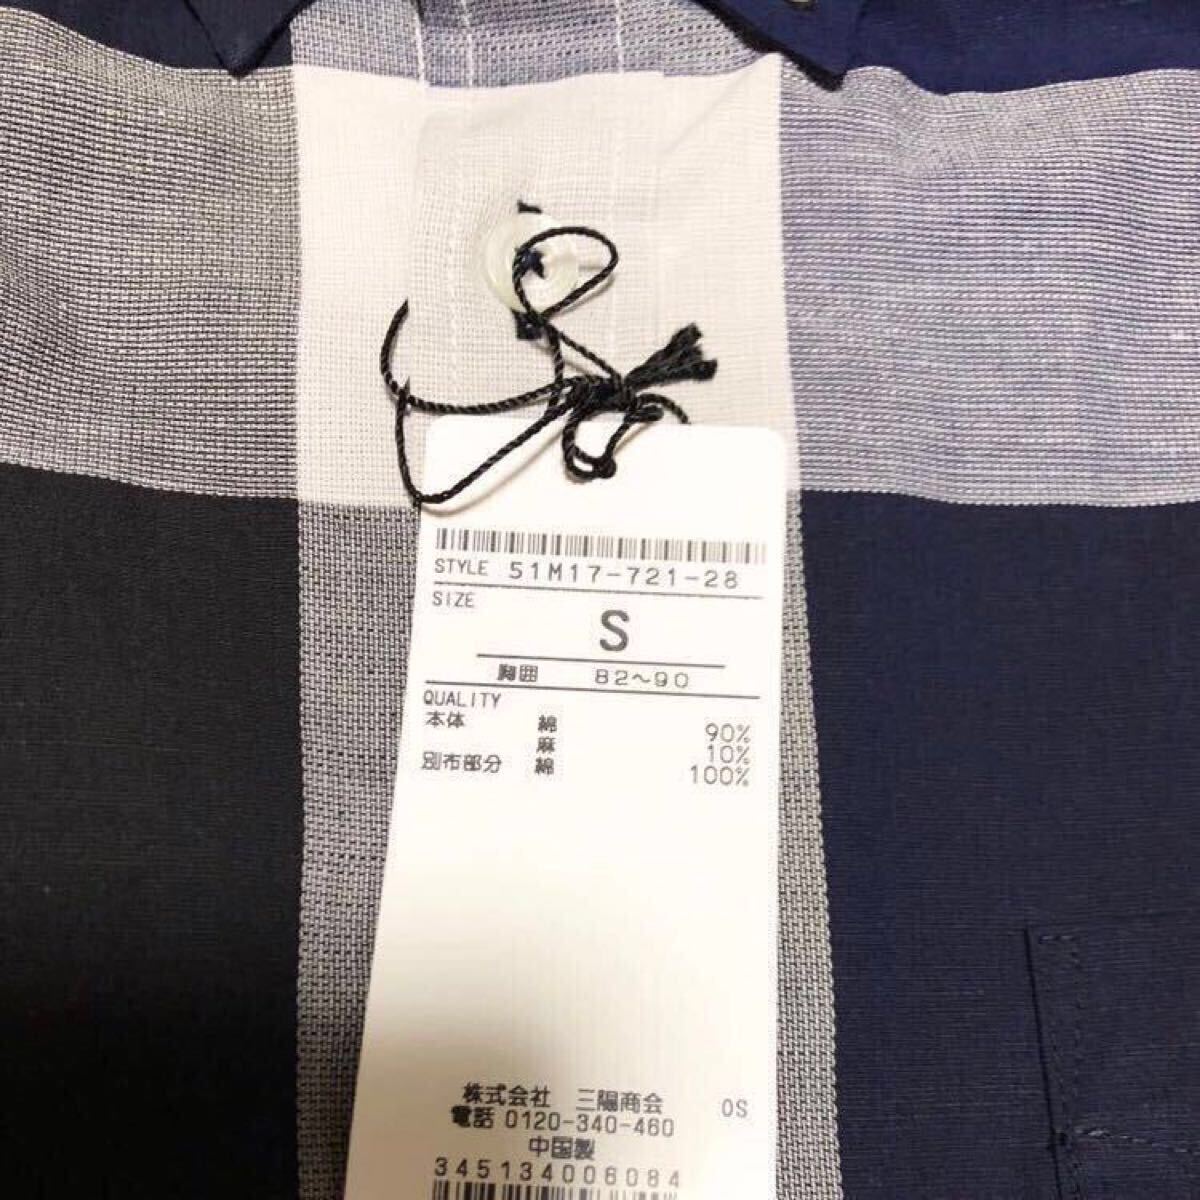 STYLE 51M17-721-28
SIZE
S
胸囲 82〜90
QUALITY
本体 綿 90%
麻 10%
別布部分 綿 100%
株式会社 三陽商会 OS
電話 0120-340-460
中国製
345134006084